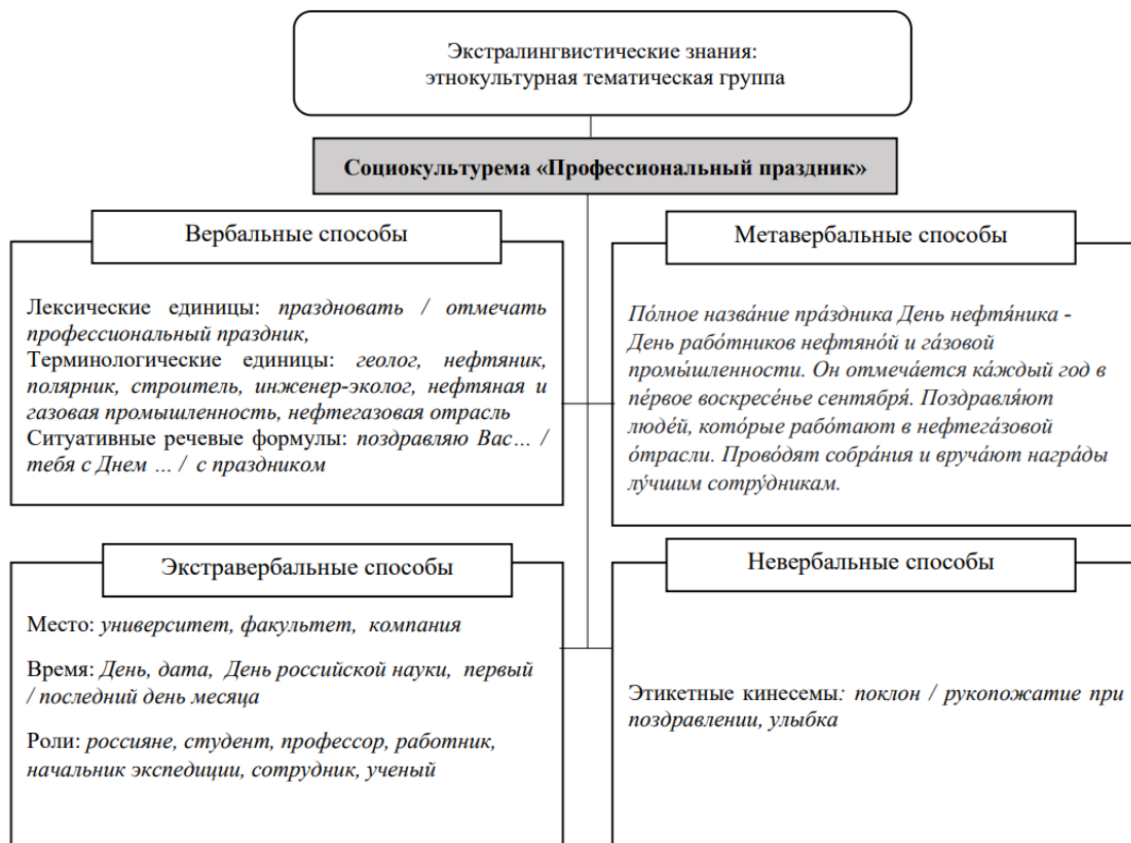 Экстралингвистические знания:
этнокультурная тематическая группа
Социокультурема «Профессиональный праздник»
Вербальные способы
Лексические единицы: праздновать / отмечать
профессиональный праздник,
Терминологические единицы: геолог, нефтяник,
полярник, строитель, инженер-эколог, нефтяная и
газовая промышленность, нефтегазовая отрасль
Ситуативные речевые формулы: поздравляю Вас… /
тебя с Днем … / с праздником
Метавербальные способы
По́лное назва́ние пра́здника День нефтя́ника -
День рабо́тников нефтяно́й и га́зовой
промы́шленности. Он отмеча́ется ка́ждый год в
пе́рвое воскресе́нье сентября́. Поздравля́ют
люде́й, кото́рые рабо́тают в нефтега́зовой
о́трасли. Прово́дят собра́ния и вруча́ют награ́ды
лу́чшим сотру́дникам.
Экстравербальные способы
Место: университет, факультет, компания
Время: День, дата, День российской науки, первый
/ последний день месяца
Роли: россияне, студент, профессор, работник,
начальник экспедиции, сотрудник, ученый
Невербальные способы
Этикетные кинесемы: поклон / рукопожатие при
поздравлении, улыбка